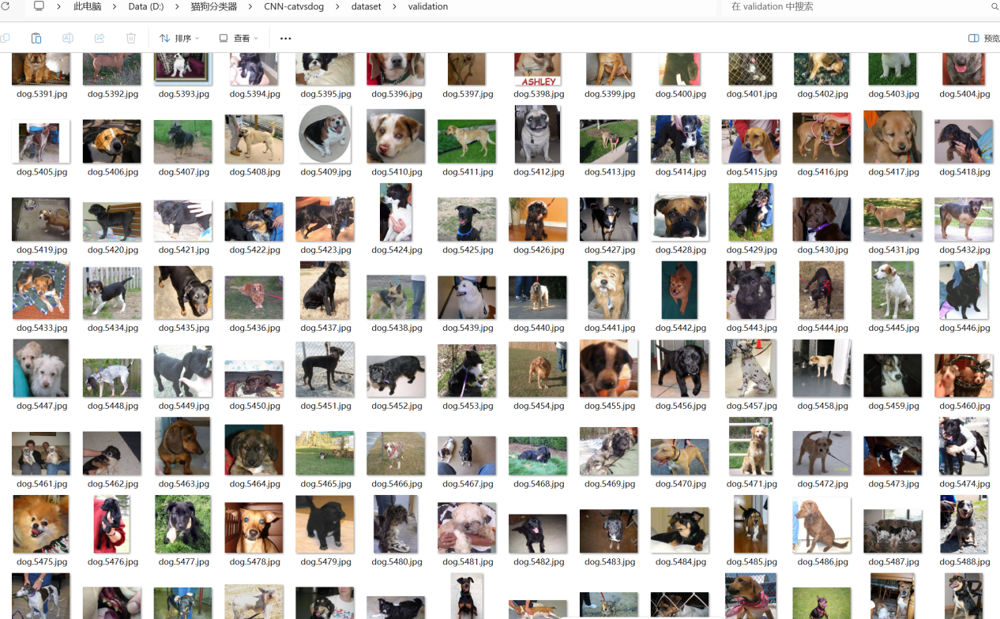 此电脑 > Data (D:) > 猫狗分类器 > CNN-catvsdog > dataset > validation
在 validation 中搜索
排序 查看 ••• 预览
ASHLEY
dog.5391.jpg dog.5392.jpg dog.5393.jpg dog.5394.jpg dog.5395.jpg dog.5396.jpg dog.5397.jpg dog.5398.jpg dog.5399.jpg dog.5400.jpg dog.5401.jpg dog.5402.jpg dog.5403.jpg dog.5404.jpg
dog.5405.jpg dog.5406.jpg dog.5407.jpg dog.5408.jpg dog.5409.jpg dog.5410.jpg dog.5411.jpg dog.5412.jpg dog.5413.jpg dog.5414.jpg dog.5415.jpg dog.5416.jpg dog.5417.jpg dog.5418.jpg
dog.5419.jpg dog.5420.jpg dog.5421.jpg dog.5422.jpg dog.5423.jpg dog.5424.jpg dog.5425.jpg dog.5426.jpg dog.5427.jpg dog.5428.jpg dog.5429.jpg dog.5430.jpg dog.5431.jpg dog.5432.jpg
dog.5433.jpg dog.5434.jpg dog.5435.jpg dog.5436.jpg dog.5437.jpg dog.5438.jpg dog.5439.jpg dog.5440.jpg dog.5441.jpg dog.5442.jpg dog.5443.jpg dog.5444.jpg dog.5445.jpg dog.5446.jpg
dog.5447.jpg dog.5448.jpg dog.5449.jpg dog.5450.jpg dog.5451.jpg dog.5452.jpg dog.5453.jpg dog.5454.jpg dog.5455.jpg dog.5456.jpg dog.5457.jpg dog.5458.jpg dog.5459.jpg dog.5460.jpg
dog.5461.jpg dog.5462.jpg dog.5463.jpg dog.5464.jpg dog.5465.jpg dog.5466.jpg dog.5467.jpg dog.5468.jpg dog.5469.jpg dog.5470.jpg dog.5471.jpg dog.5472.jpg dog.5473.jpg dog.5474.jpg
dog.5475.jpg dog.5476.jpg dog.5477.jpg dog.5478.jpg dog.5479.jpg dog.5480.jpg dog.5481.jpg dog.5482.jpg dog.5483.jpg dog.5484.jpg dog.5485.jpg dog.5486.jpg dog.5487.jpg dog.5488.jpg